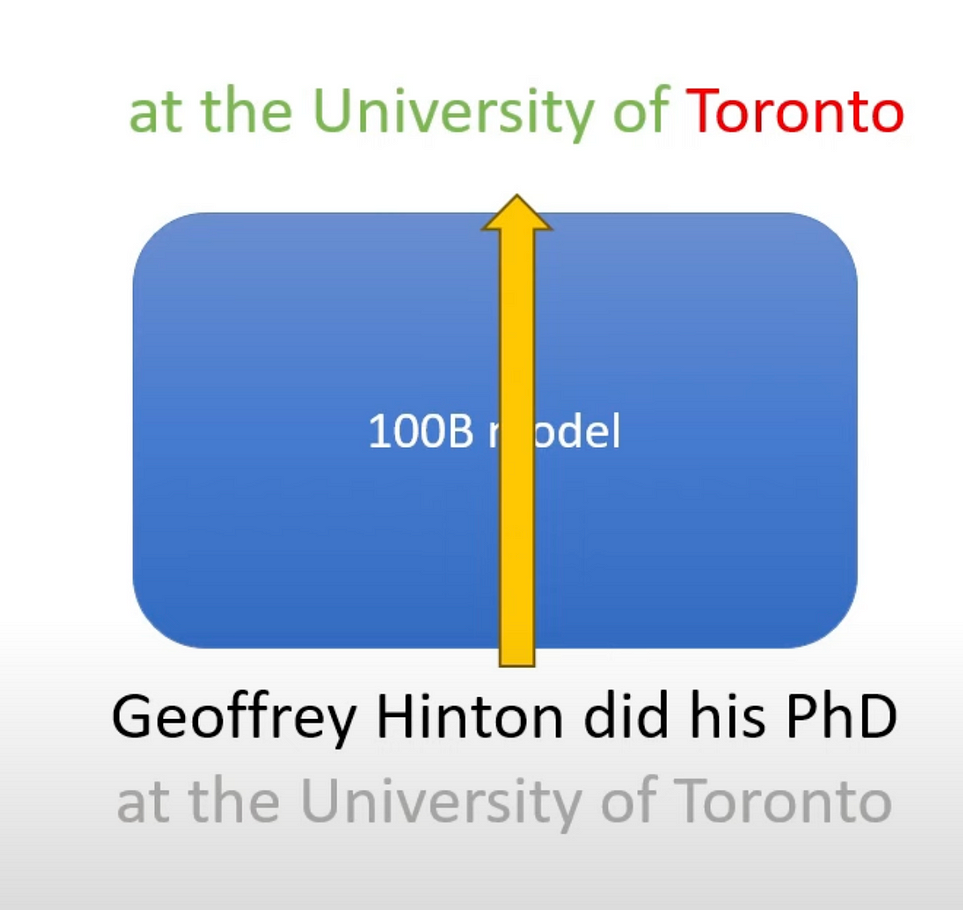 at the University of Toronto
100B model
Geoffrey Hinton did his PhD
at the University of Toronto